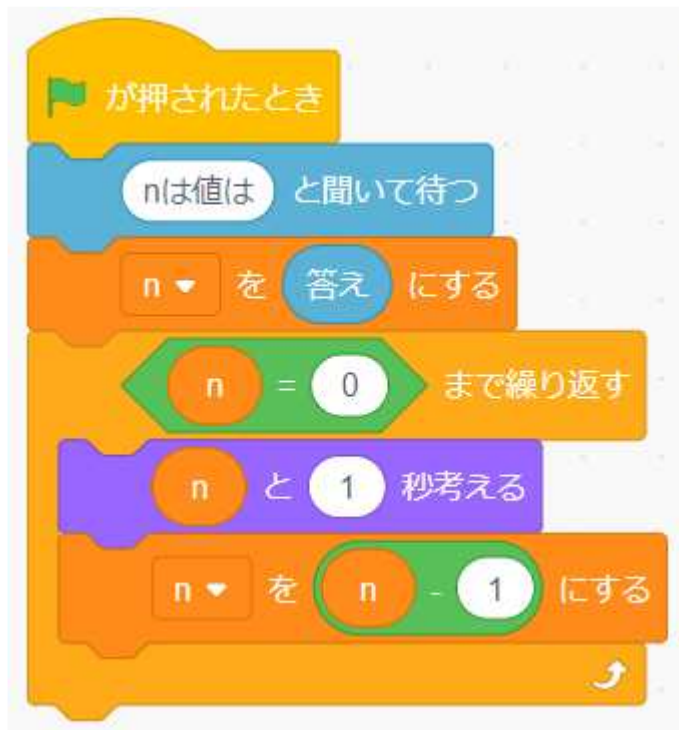 が押されたとき
nは値は と聞いて待つ
n を 答え にする
n = 0 まで繰り返す
n と 1 秒考える
n を n - 1 にする